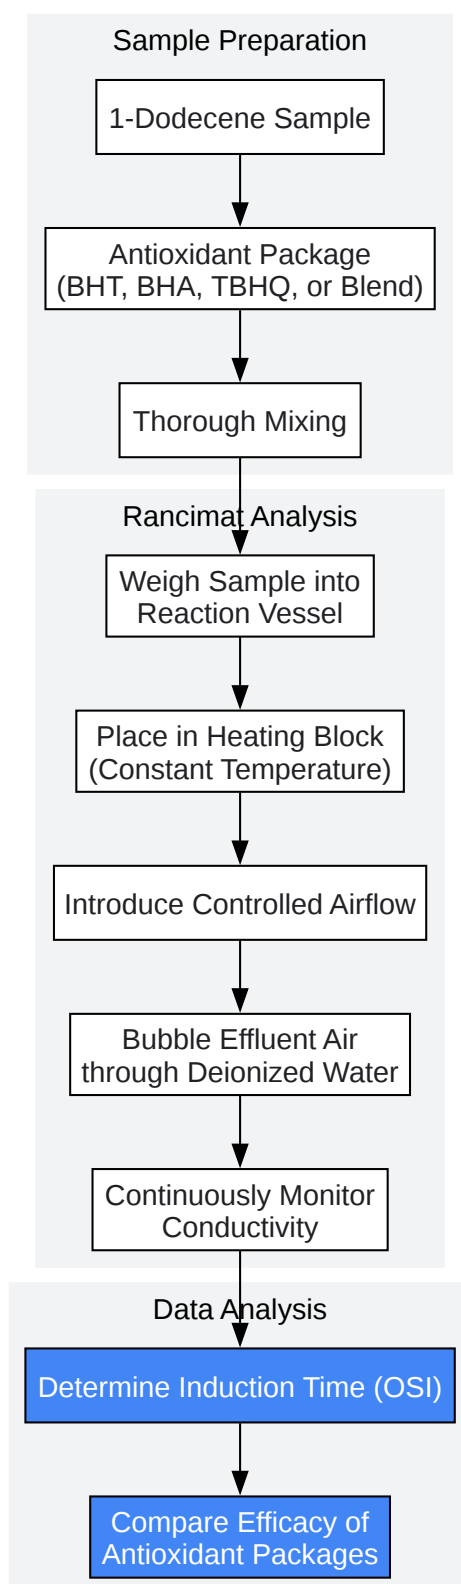 Sample Preparation
1-Dodecene Sample
Antioxidant Package
(BHT, BHA, TBHQ, or Blend)
Thorough Mixing
Rancimat Analysis
Weigh Sample into
Reaction Vessel
Place in Heating Block
(Constant Temperature)
Introduce Controlled Airflow
Bubble Effluent Air
through Deionized Water
Continuously Monitor
Conductivity
Data Analysis
Determine Induction Time (OSI)
Compare Efficacy of
Antioxidant Packages